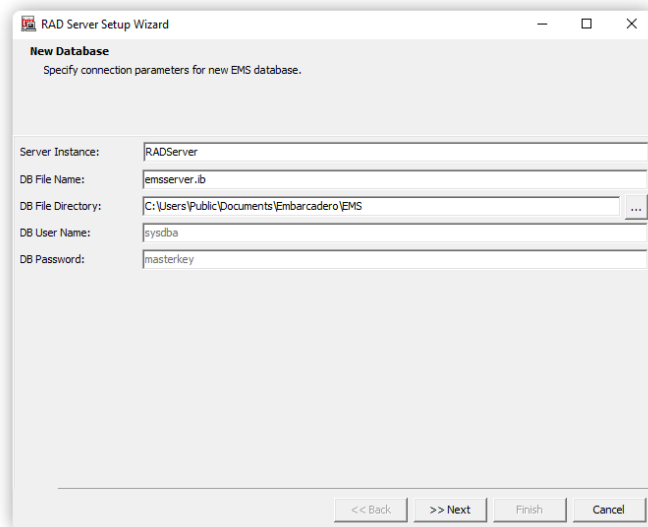 RAD Server Setup Wizard
New Database
Specify connection parameters for new EMS database.
Server Instance: RADServer
DB File Name: emsserver.ib
DB File Directory: C:\Users\Public\Documents\Embarcadero\EMS ...
DB User Name: sysdba
DB Password: masterkey
<< Back >> Next Finish Cancel